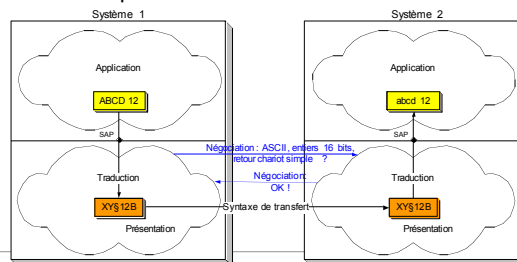 Système 1
Système 2
Application
Application
ABCD 12
abcd 12
SAP
SAP
Négociation : ASCII, entiers 16 bits,
retour chariot simple ?
Négociation:
OK !
Traduction
Traduction
XY§12B
Syntaxe de transfert
XY§12B
Présentation
Présentation